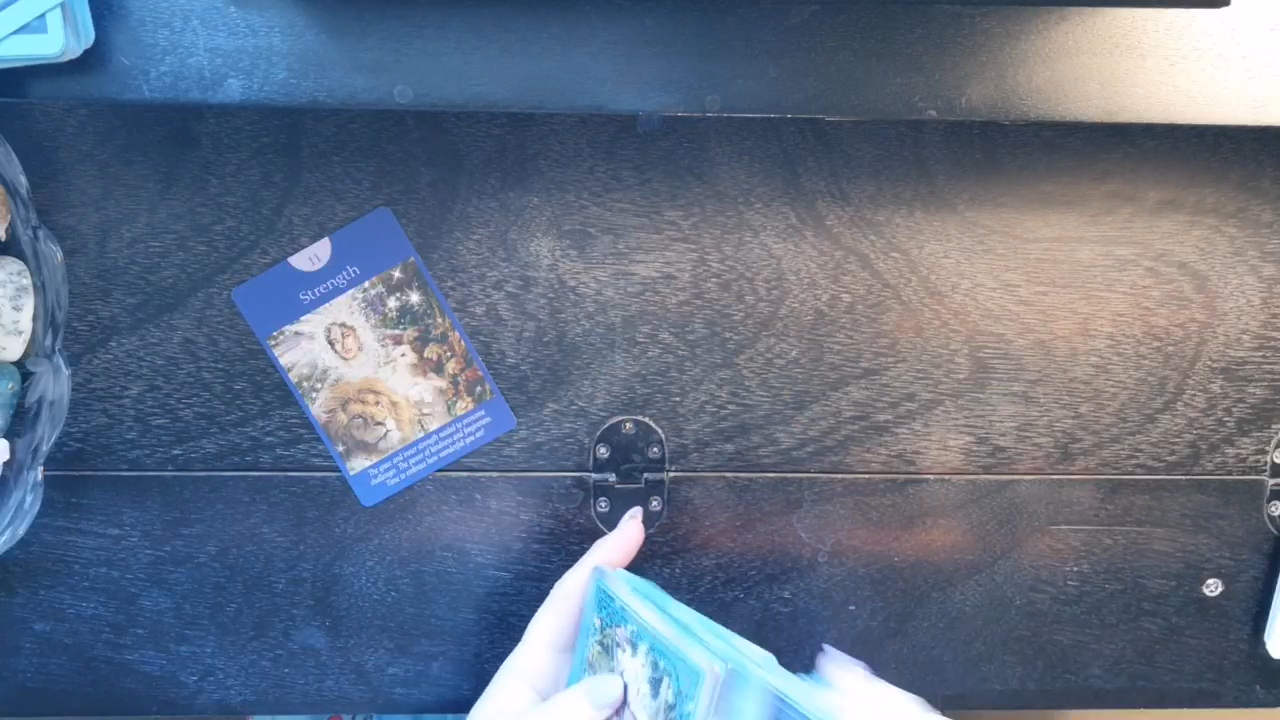 11
Strength
The grace and inner strength needed to overcome
challenges. The power of kindness and forgiveness.
Time to embrace how wonderful you are!